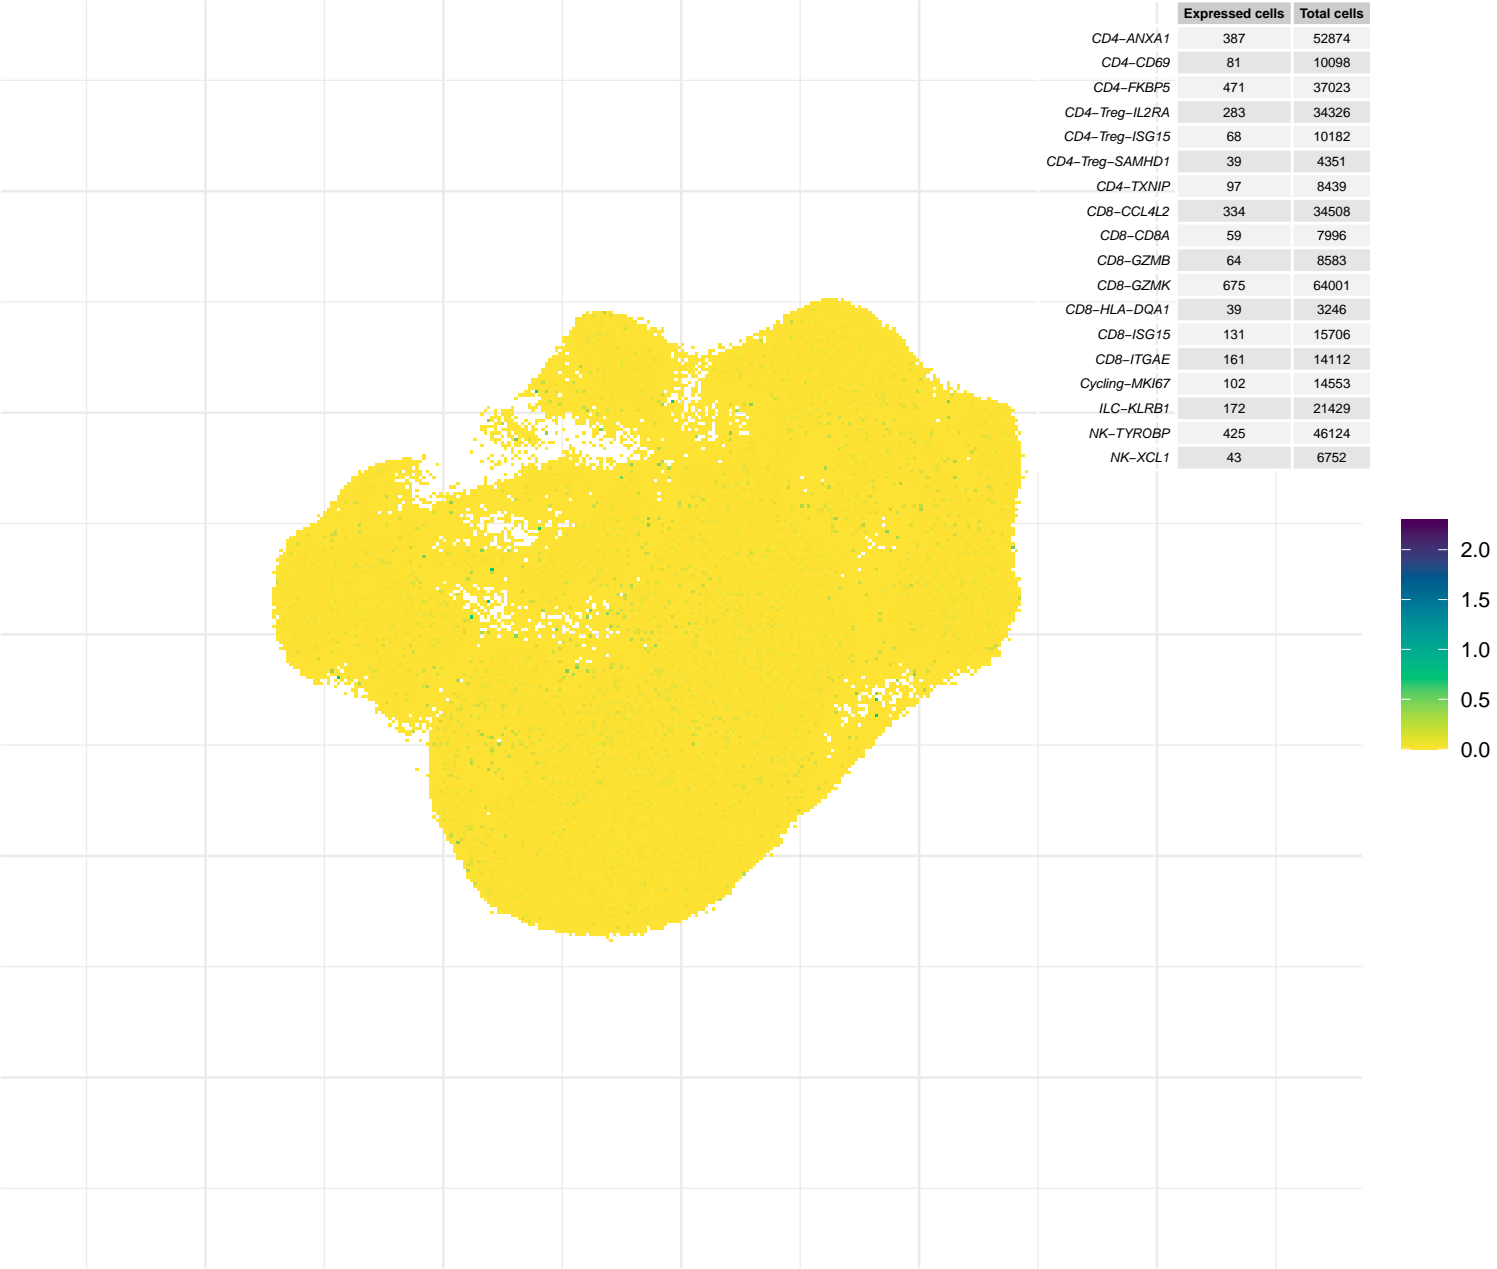 Expressed cells Total cells
CD4−ANXA1 387 52874
CD4−CD69 81 10098
CD4−FKBP5 471 37023
CD4−Treg−IL2RA 283 34326
CD4−Treg−ISG15 68 10182
CD4−Treg−SAMHD1 39 4351
CD4−TXNIP 97 8439
CD8−CCL4L2 334 34508
CD8−CD8A 59 7996
CD8−GZMB 64 8583
CD8−GZMK 675 64001
CD8−HLA−DQA1 39 3246
CD8−ISG15 131 15706
CD8−ITGAE 161 14112
Cycling−MKI67 102 14553
ILC−KLRB1 172 21429
NK−TYROBP 425 46124
NK−XCL1 43 6752
2.0
1.5
1.0
0.5
0.0